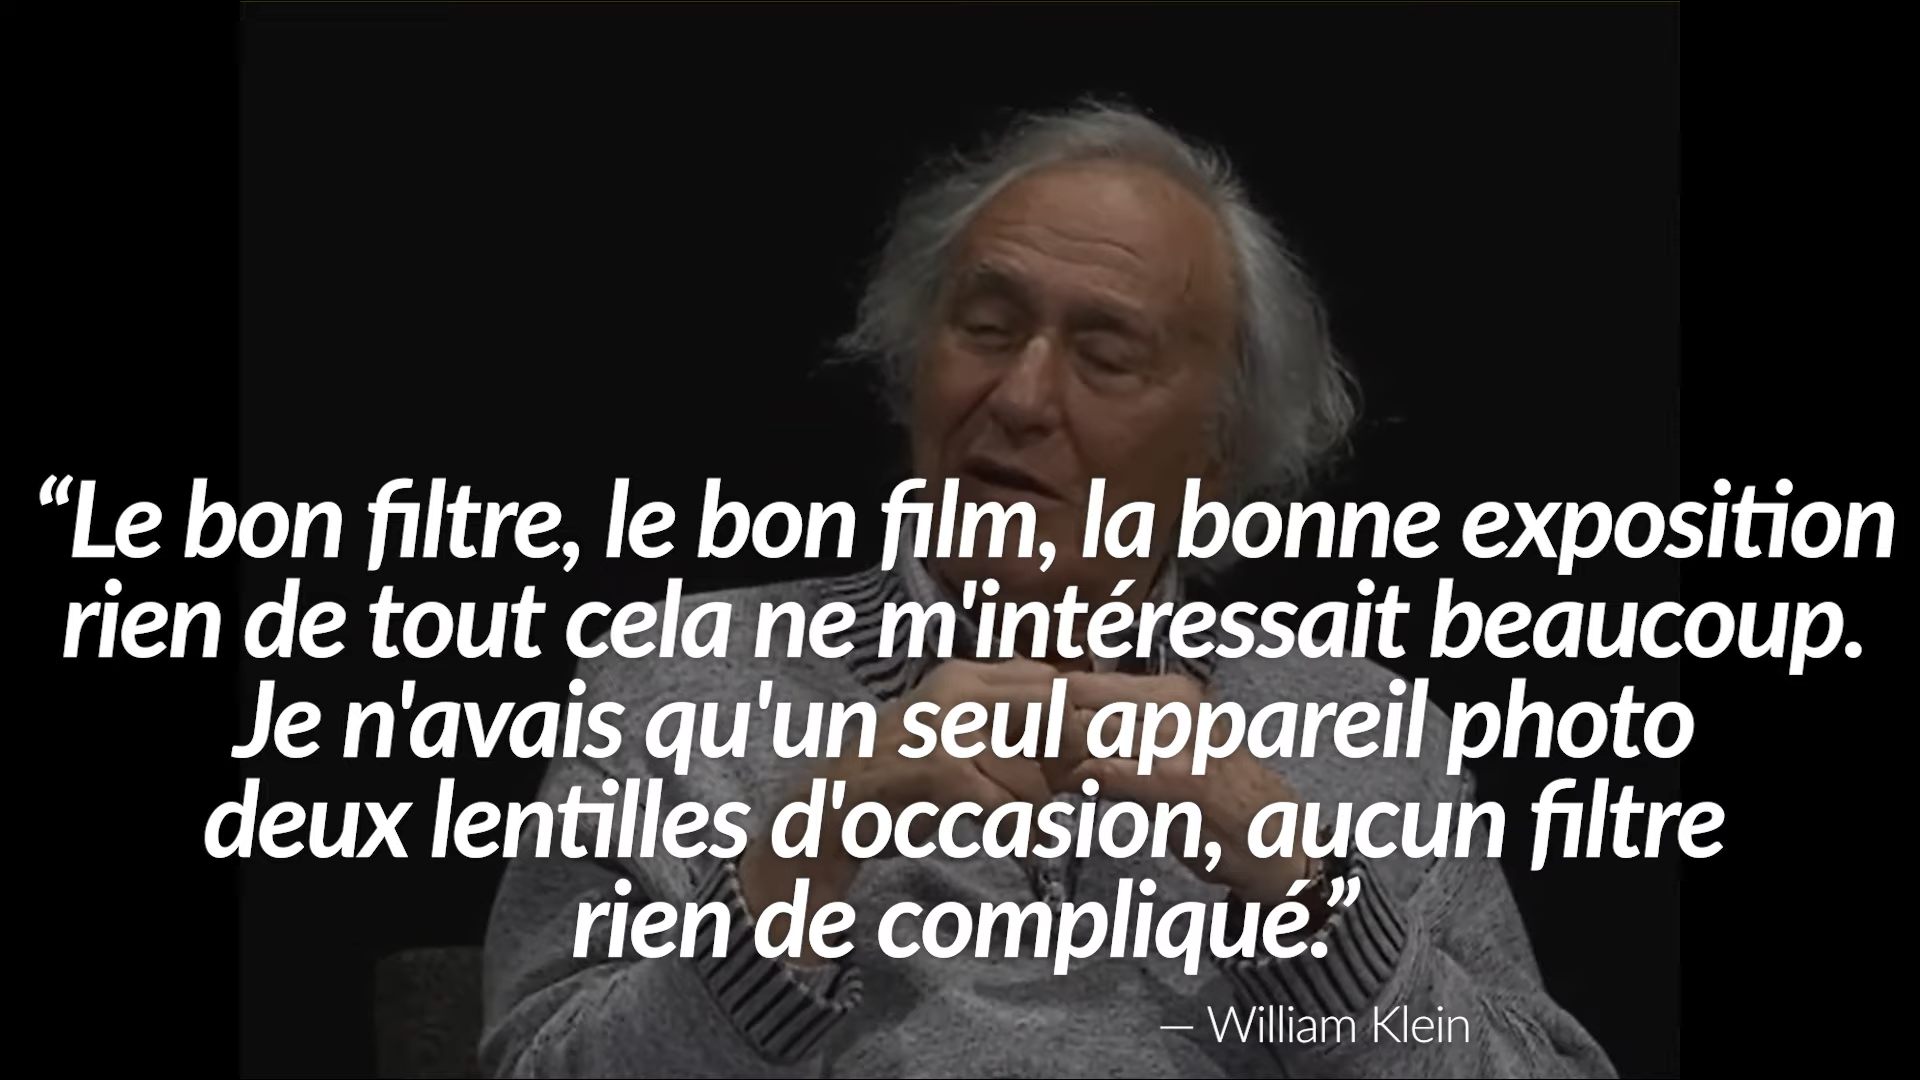 “Le bon filtre, le bon film, la bonne exposition
rien de tout cela ne m'intéressait beaucoup.
Je n'avais qu'un seul appareil photo
deux lentilles d'occasion, aucun filtre
rien de compliqué.”
— William Klein